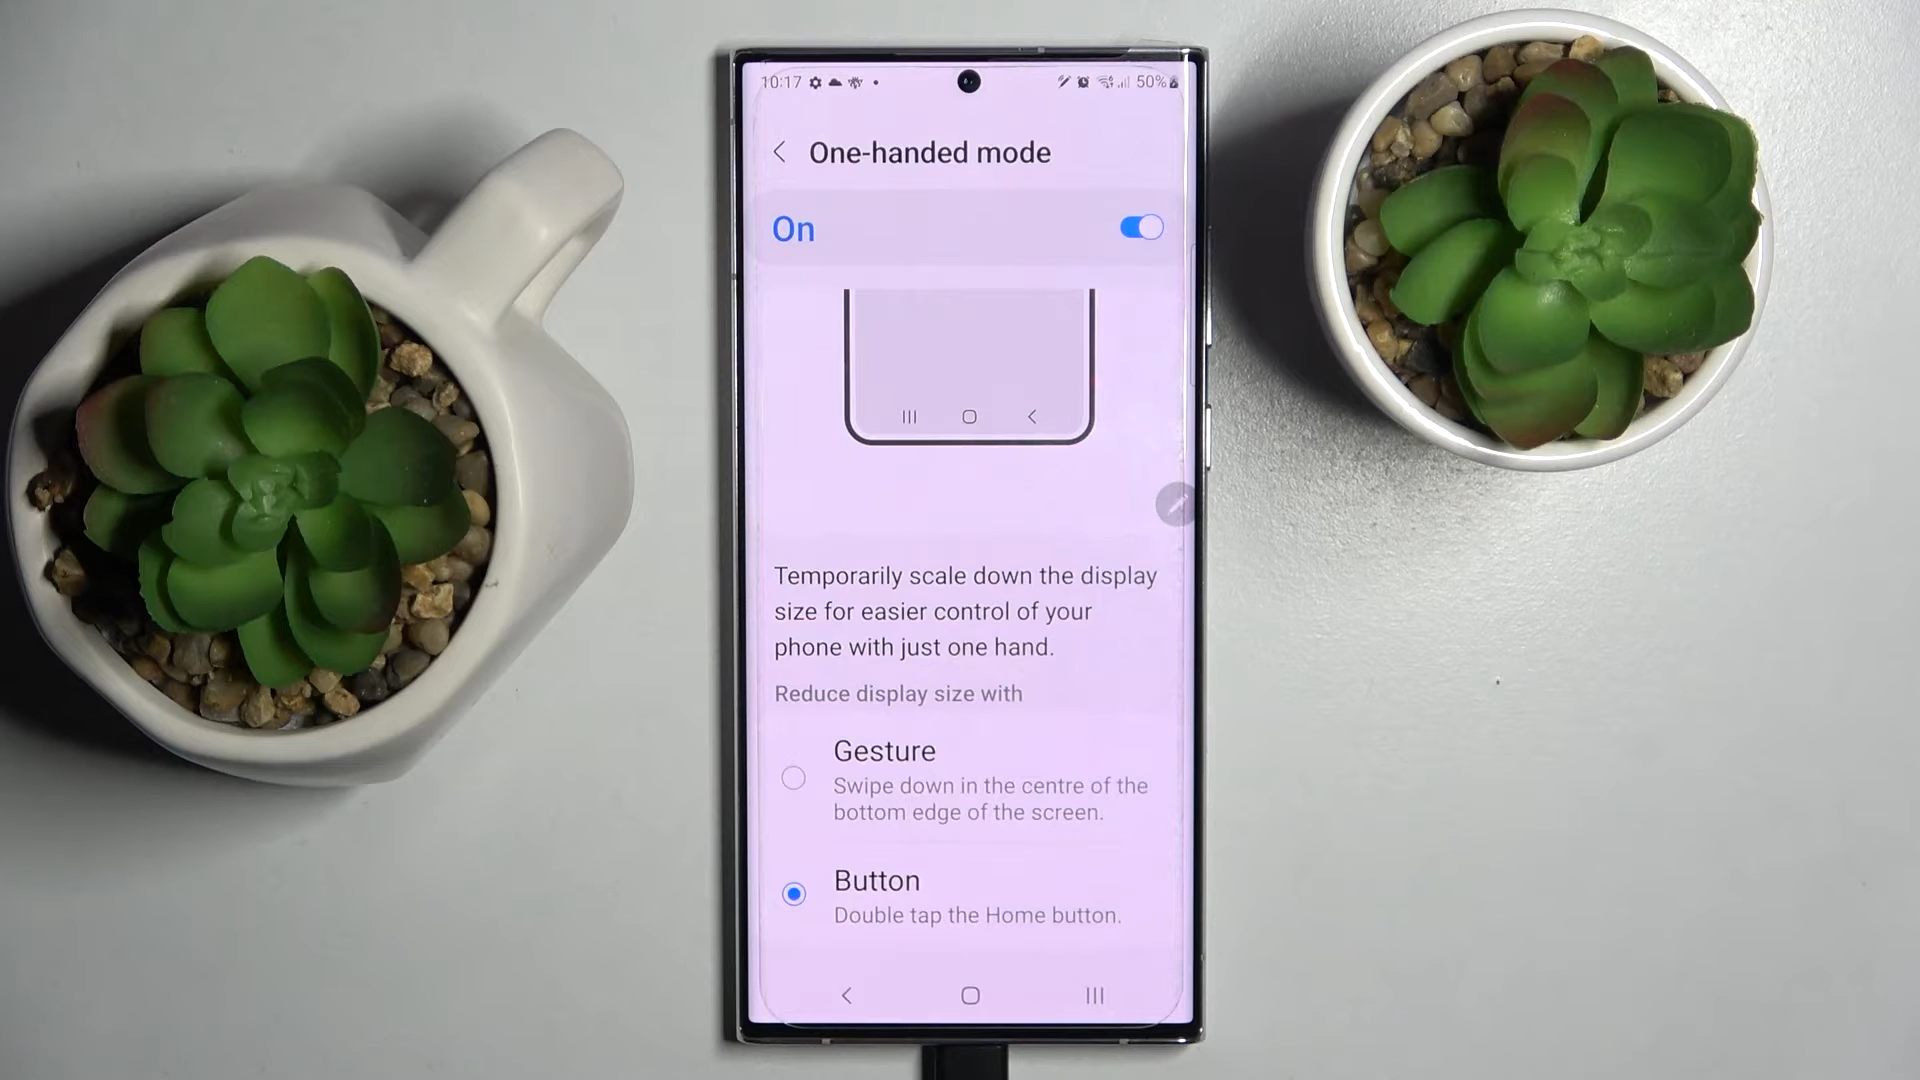 10:17 50%
One-handed mode
On
Temporarily scale down the display
size for easier control of your
phone with just one hand.
Reduce display size with
Gesture
Swipe down in the centre of the
bottom edge of the screen.
Button
Double tap the Home button.